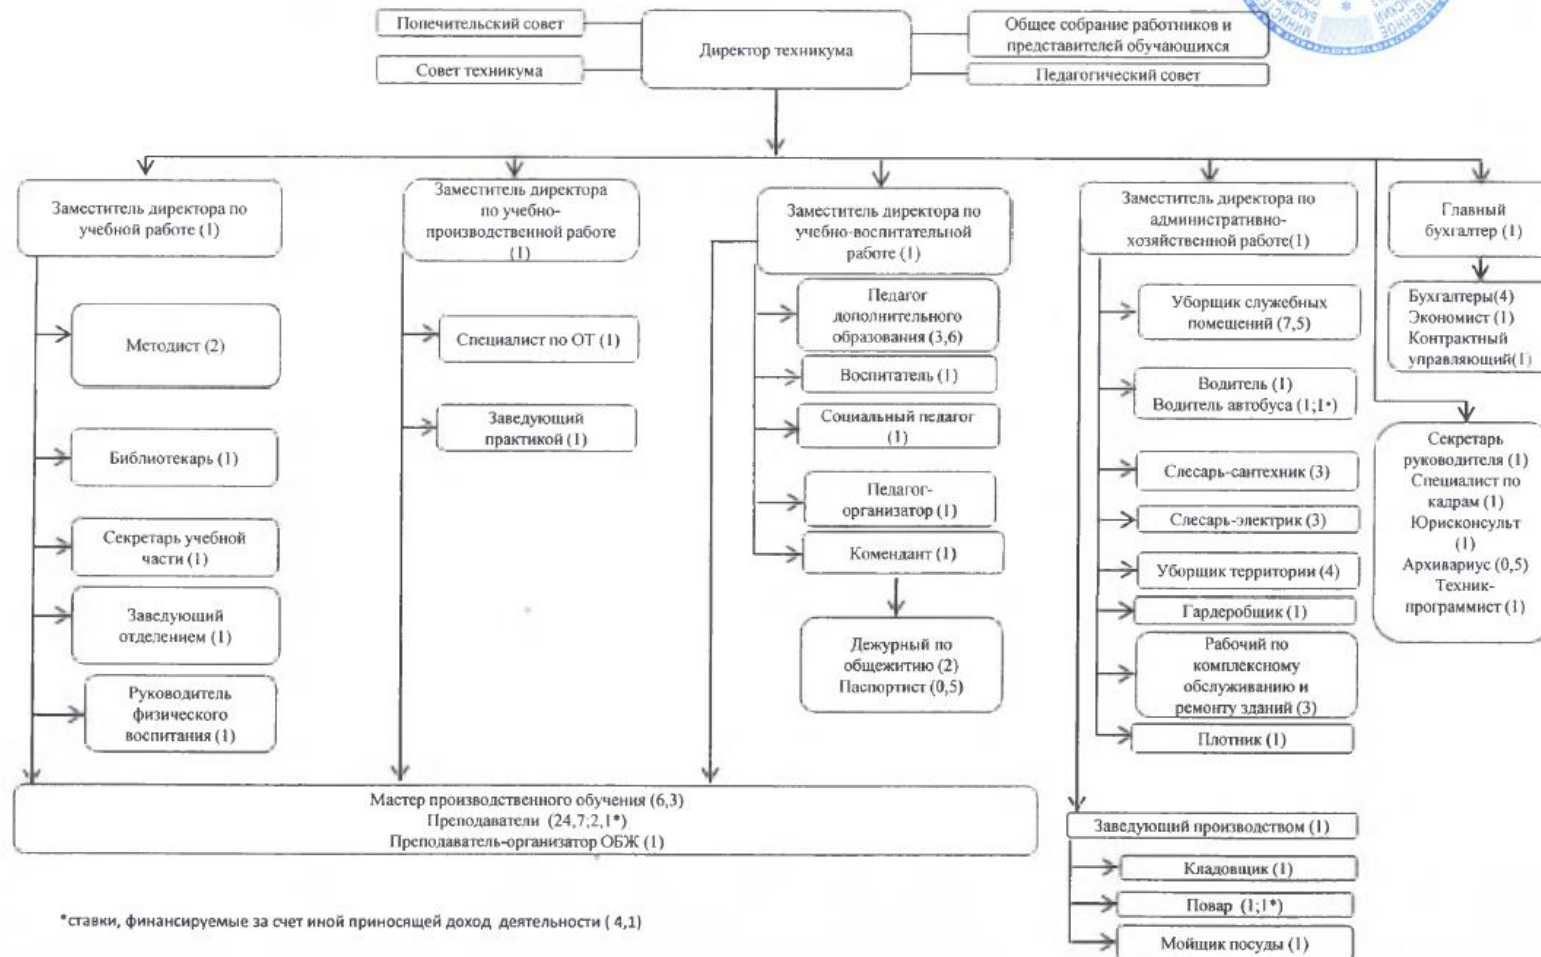 Попечительский совет
Совет техникума
Директор техникума
Общее собрание работников и
представителей обучающихся
Педагогический совет
Заместитель директора по
учебной работе (1)
Методист (2)
Библиотекарь (1)
Секретарь учебной
части (1)
Заведующий
отделением (1)
Руководитель
физического
воспитания (1)
Заместитель директора
по учебно-
производственной работе
(1)
Специалист по ОТ (1)
Заведующий
практикой (1)
Заместитель директора по
учебно-воспитательной
работе (1)
Педагог
дополнительного
образования (3,6)
Воспитатель (1)
Социальный педагог
(1)
Педагог-
организатор (1)
Комендант (1)
Дежурный по
общежитию (2)
Паспортист (0,5)
Заместитель директора по
административно-
хозяйственной работе(1)
Уборщик служебных
помещений (7,5)
Водитель (1)
Водитель автобуса (1;1*)
Слесарь-сантехник (3)
Слесарь-электрик (3)
Уборщик территории (4)
Гардеробщик (1)
Рабочий по
комплексному
обслуживанию и
ремонту зданий (3)
Плотник (1)
Заведующий производством (1)
Кладовщик (1)
Повар (1;1*)
Мойщик посуды (1)
Главный
бухгалтер (1)
Бухгалтеры(4)
Экономист (1)
Контрактный
управляющий(1)
Секретарь
руководителя (1)
Специалист по
кадрам (1)
Юрисконсульт
(1)
Архивариус (0,5)
Техник-
программист (1)
Мастер производственного обучения (6,3)
Преподаватели (24,7;2,1*)
Преподаватель-организатор ОБЖ (1)
*ставки, финансируемые за счет иной приносящей доход деятельности ( 4,1)